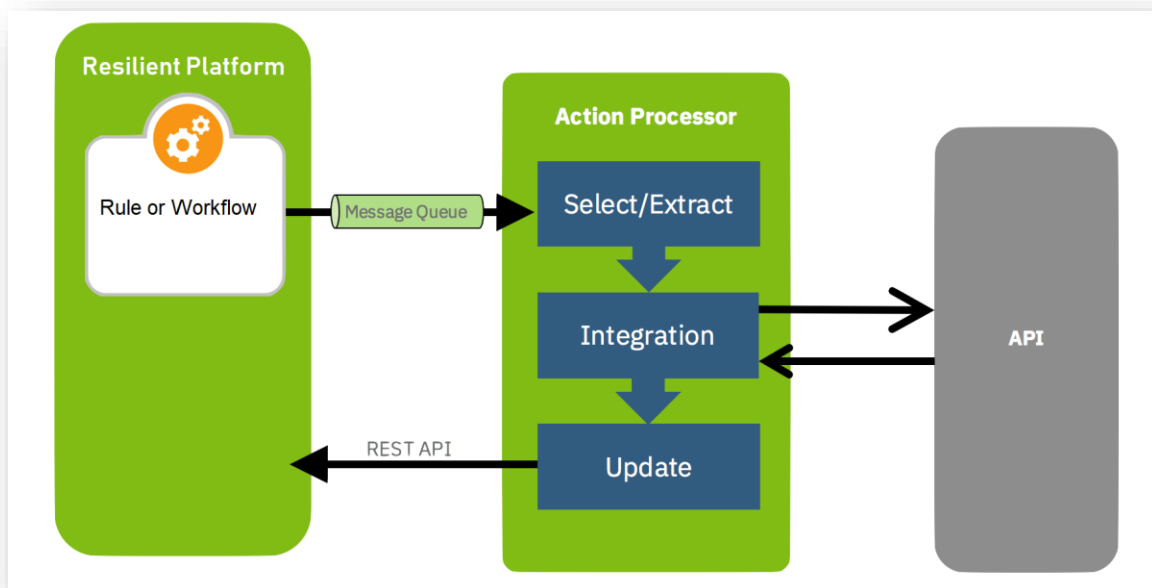 Resilient Platform
Rule or Workflow
Message Queue
Action Processor
Select/Extract
Integration
API
REST API
Update